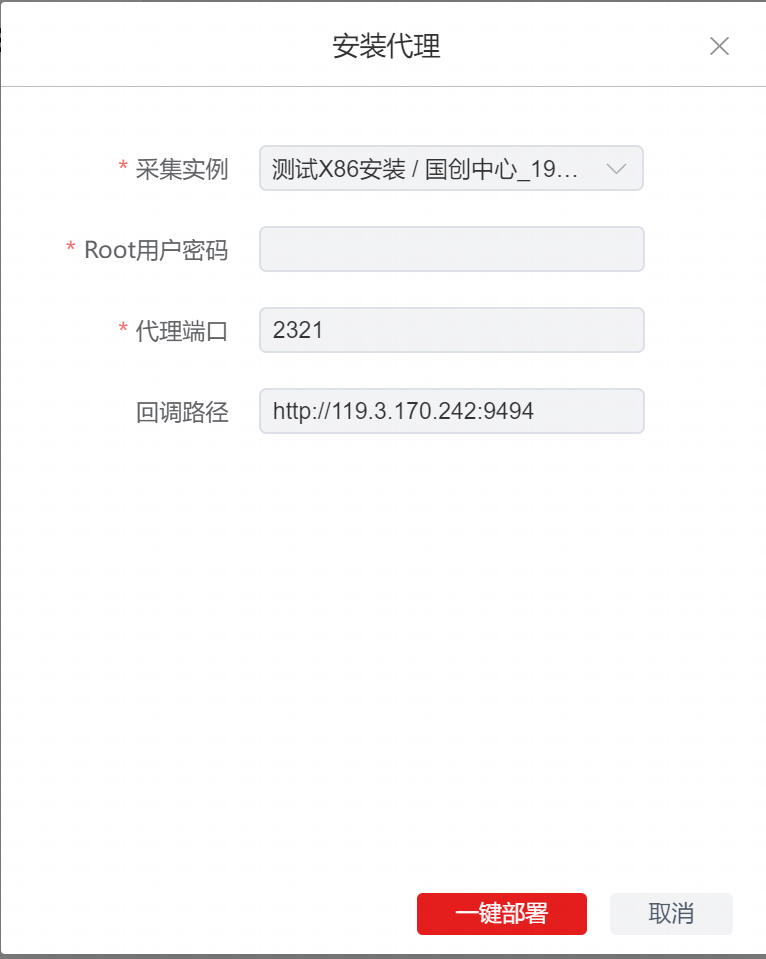 安装代理
* 采集实例 测试X86安装 / 国创中心_19...
* Root用户密码
* 代理端口 2321
回调路径 http://119.3.170.242:9494
一键部署 取消